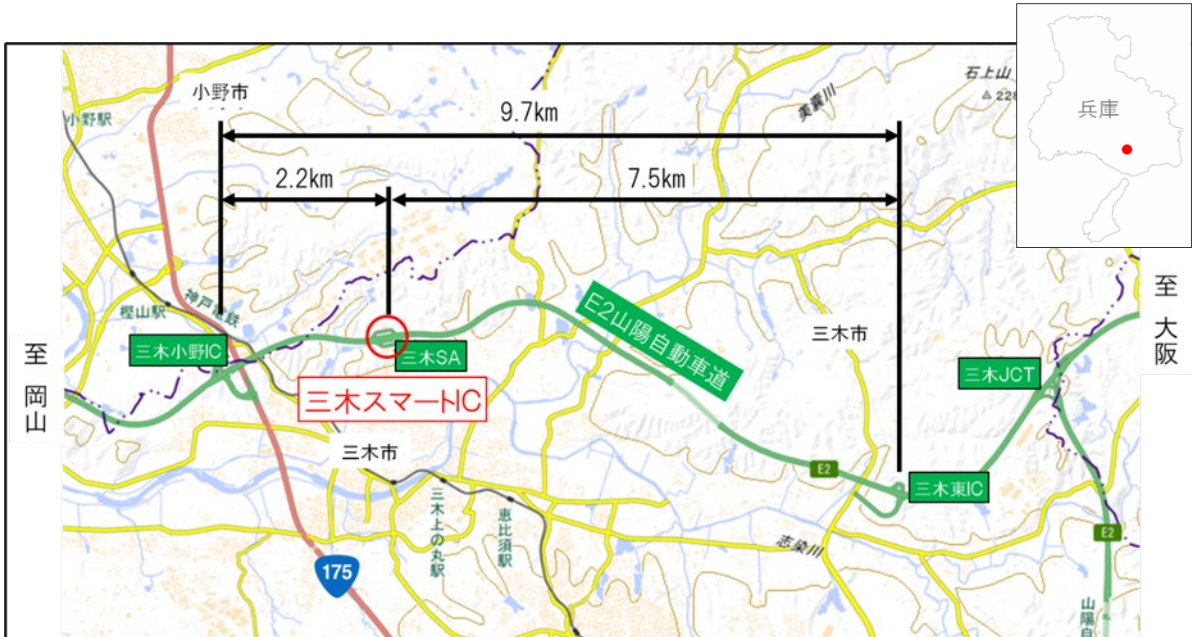 兵庫
石上山
228
美嚢川
小野市
小野駅
9.7km
2.2km
7.5km
神戸電鉄
樫山駅
三木小野IC
三木SA
三木スマートIC
E2山陽自動車道
三木市
三木JCT
至 大阪
至 岡山
三木市
E2
三木東IC
三木上の丸駅
恵比須駅
志染川
E2
175
山陽自